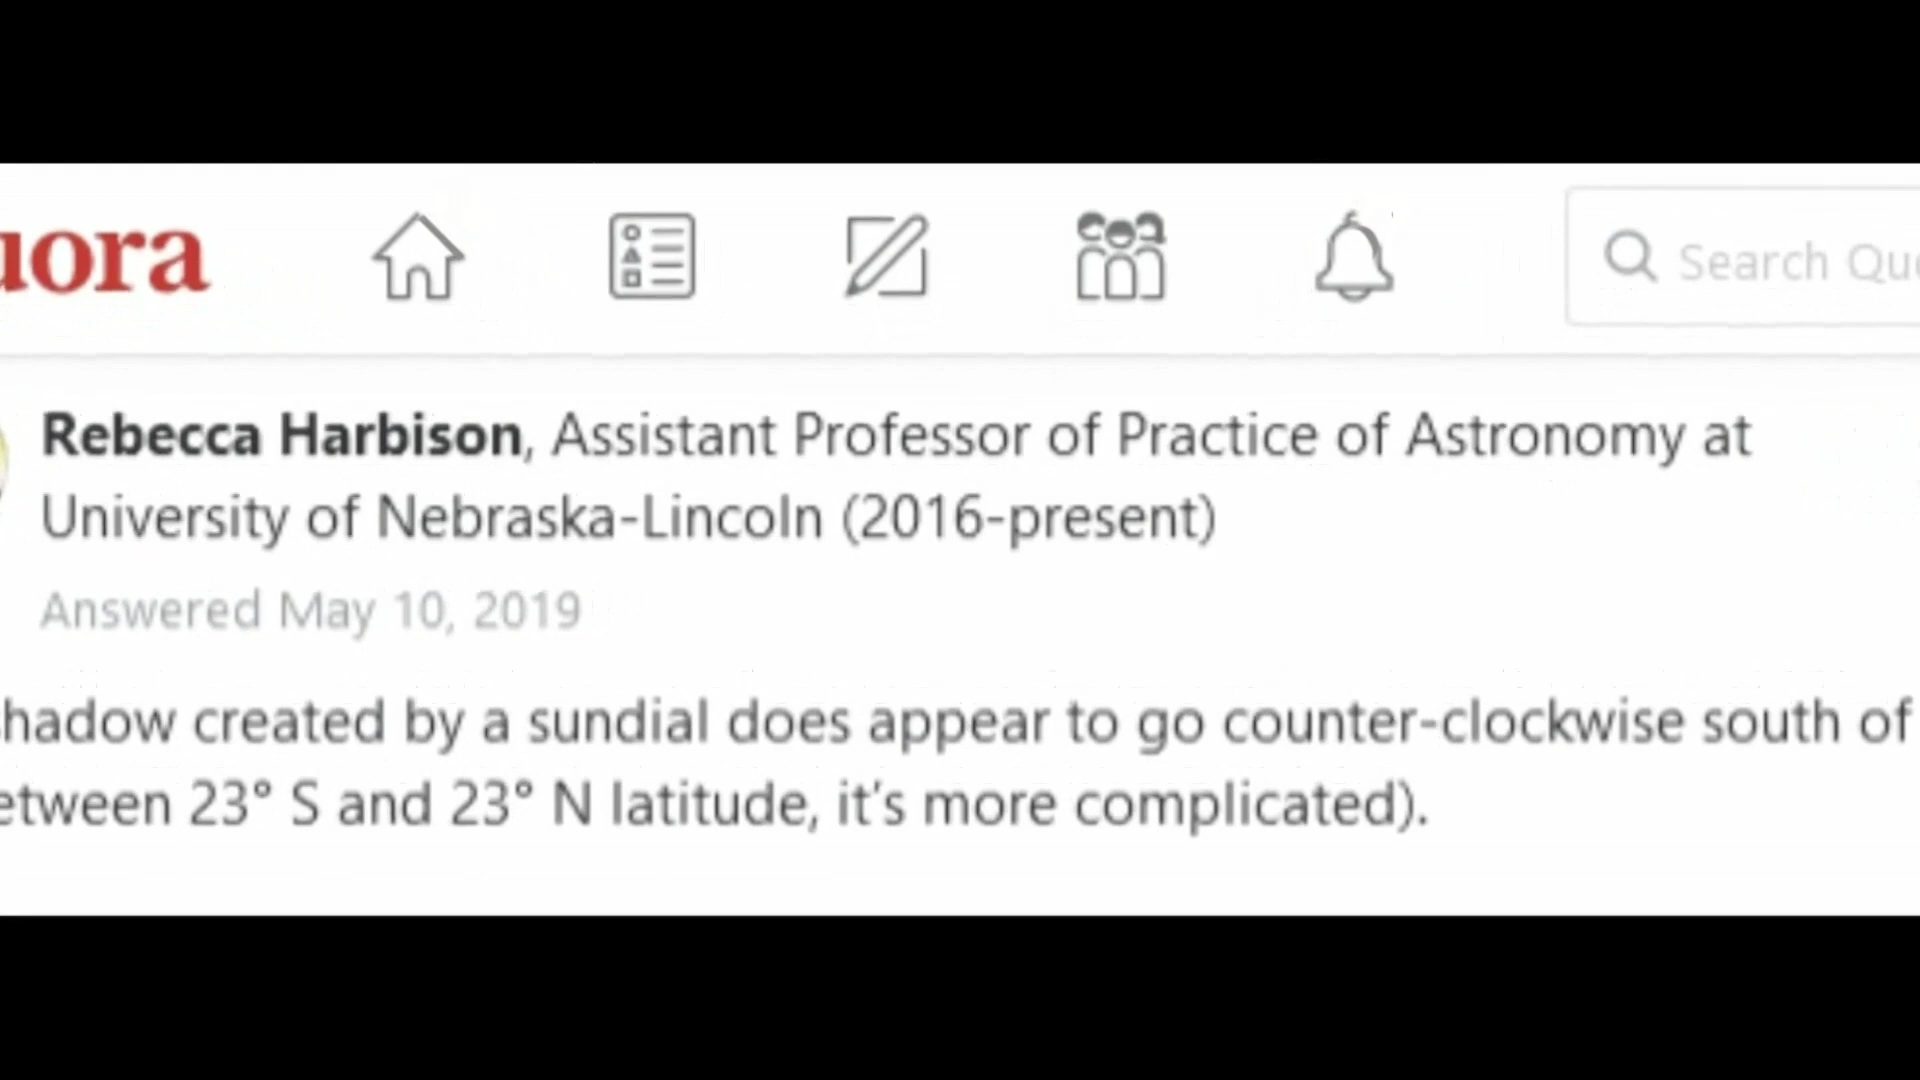 uora
Search Que
Rebecca Harbison, Assistant Professor of Practice of Astronomy at
University of Nebraska-Lincoln (2016-present)
Answered May 10, 2019
hadow created by a sundial does appear to go counter-clockwise south of
etween 23° S and 23° N latitude, it's more complicated).